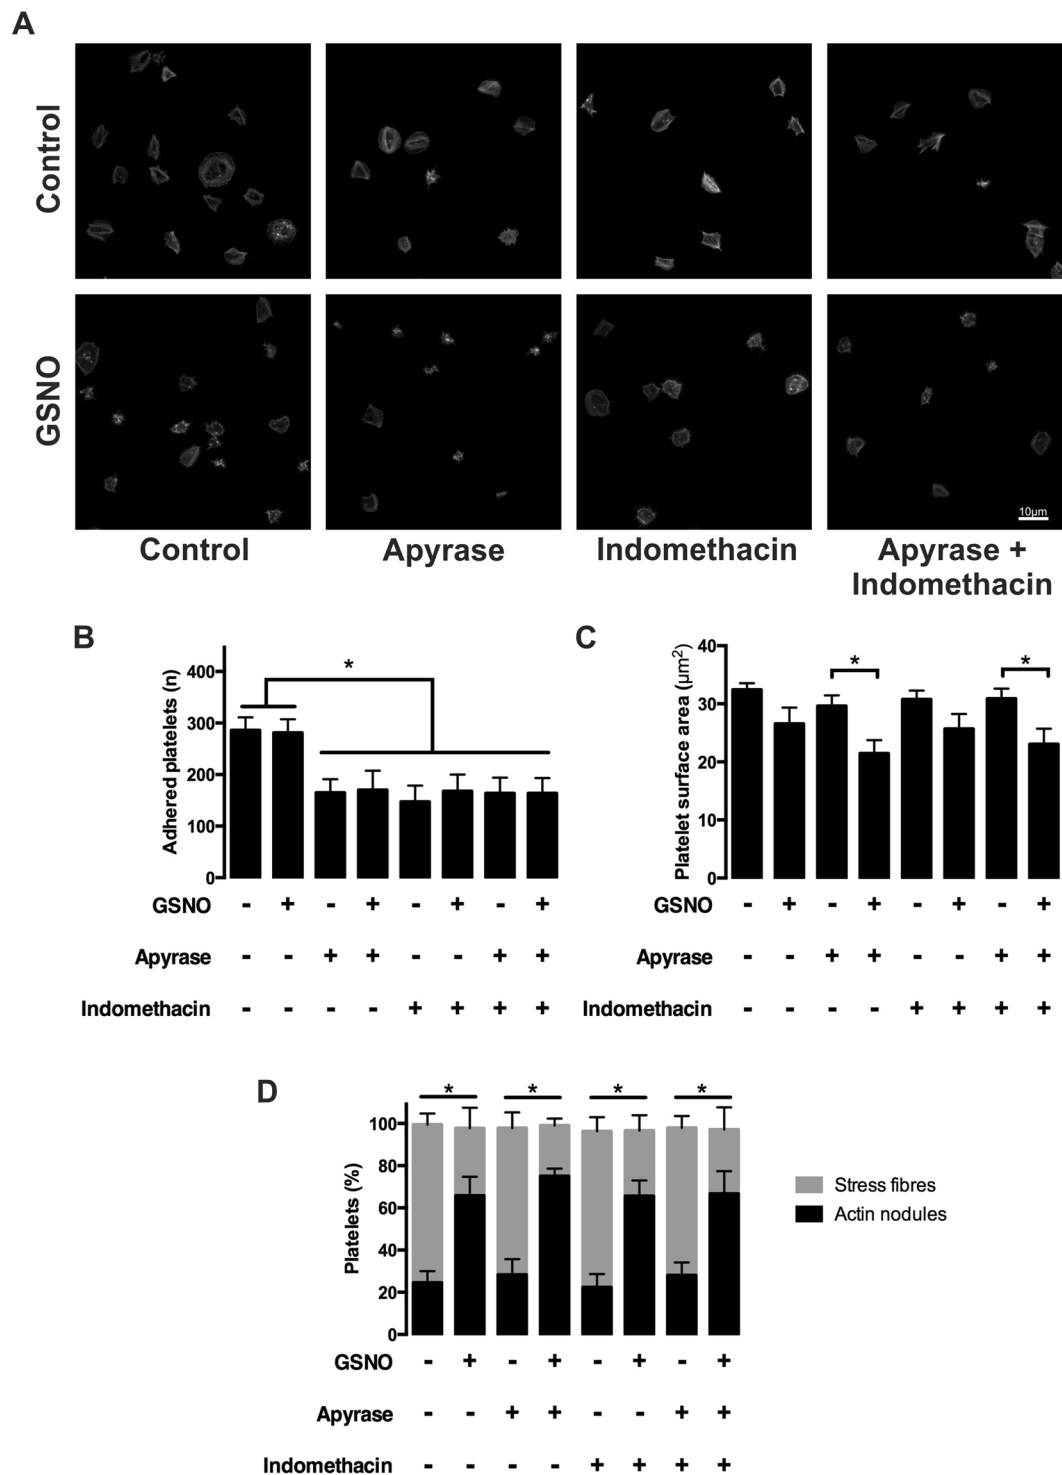 A
Control
GSNO
10µm
Control
Apyrase
Indomethacin
Apyrase +
Indomethacin
B
Adhered platelets (n)
400
300
200
100
0
*
GSNO - + - + - + - +
Apyrase - - + + - - + +
Indomethacin - - - - + + + +
C
Platelet surface area (µm²)
40
30
20
10
0
* *
GSNO - + - + - + - +
Apyrase - - + + - - + +
Indomethacin - - - - + + + +
D
Platelets (%)
100
80
60
40
20
0
* * * *
Stress fibres
Actin nodules
GSNO - + - + - + - +
Apyrase - - + + - - + +
Indomethacin - - - - + + + +